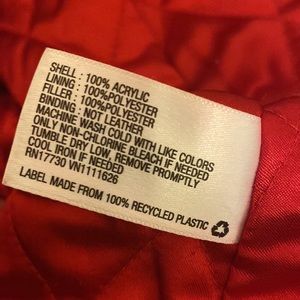 SHELL : 100% ACRYLIC
LINING : 100%POLYESTER
FILLER : 100%POLYESTER
BINDING : NOT LEATHER
MACHINE WASH COLD WITH LIKE COLORS
ONLY NON-CHLORINE BLEACH IF NEEDED
TUMBLE DRY LOW. REMOVE PROMPTLY
COOL IRON IF NEEDED
RN17730 VN1111626
LABEL MADE FROM 100% RECYCLED PLASTIC